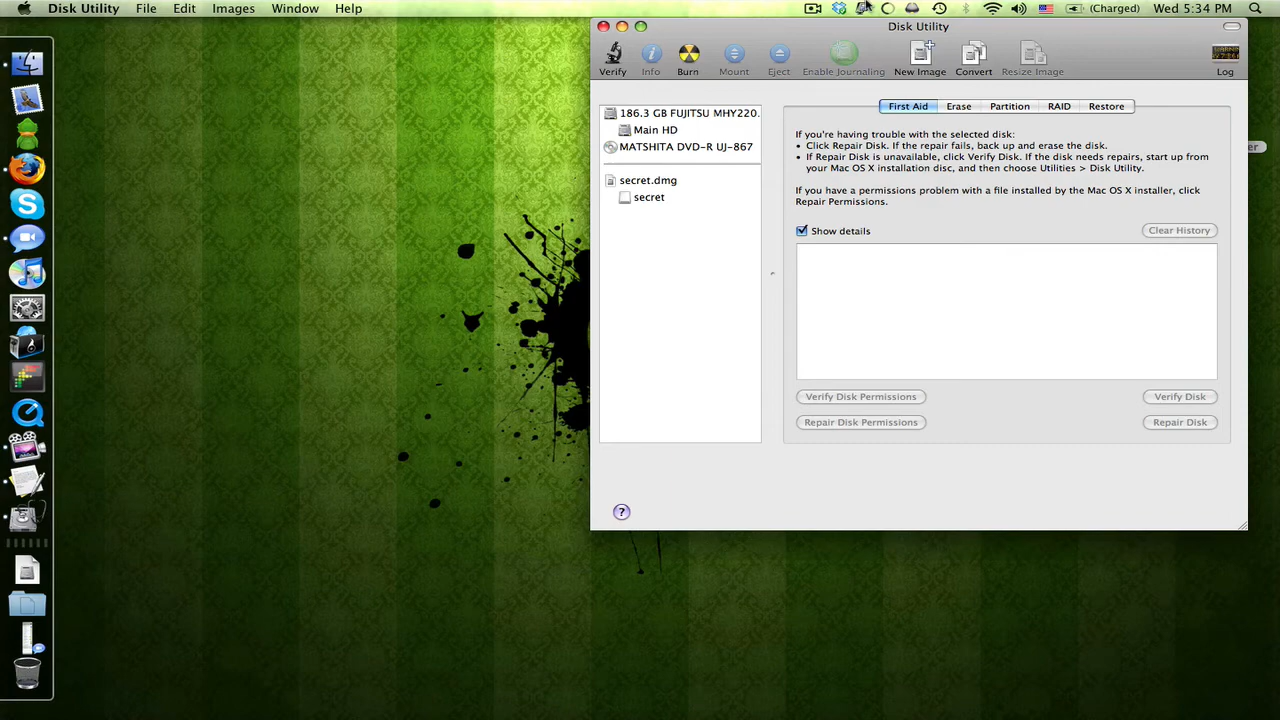 Disk Utility File Edit Images Window Help (Charged) Wed 5:34 PM
Disk Utility
Verify Info Burn Mount Eject Enable Journaling New Image Convert Resize Image Log
186.3 GB FUJITSU MHY220.
Main HD
MATSHITA DVD-R UJ-867
secret.dmg
secret
First Aid Erase Partition RAID Restore
If you're having trouble with the selected disk:
• Click Repair Disk. If the repair fails, back up and erase the disk.
• If Repair Disk is unavailable, click Verify Disk. If the disk needs repairs, start up from
your Mac OS X installation disc, and then choose Utilities > Disk Utility.
If you have a permissions problem with a file installed by the Mac OS X installer, click
Repair Permissions.
Show details Clear History
Verify Disk Permissions Verify Disk
Repair Disk Permissions Repair Disk
?